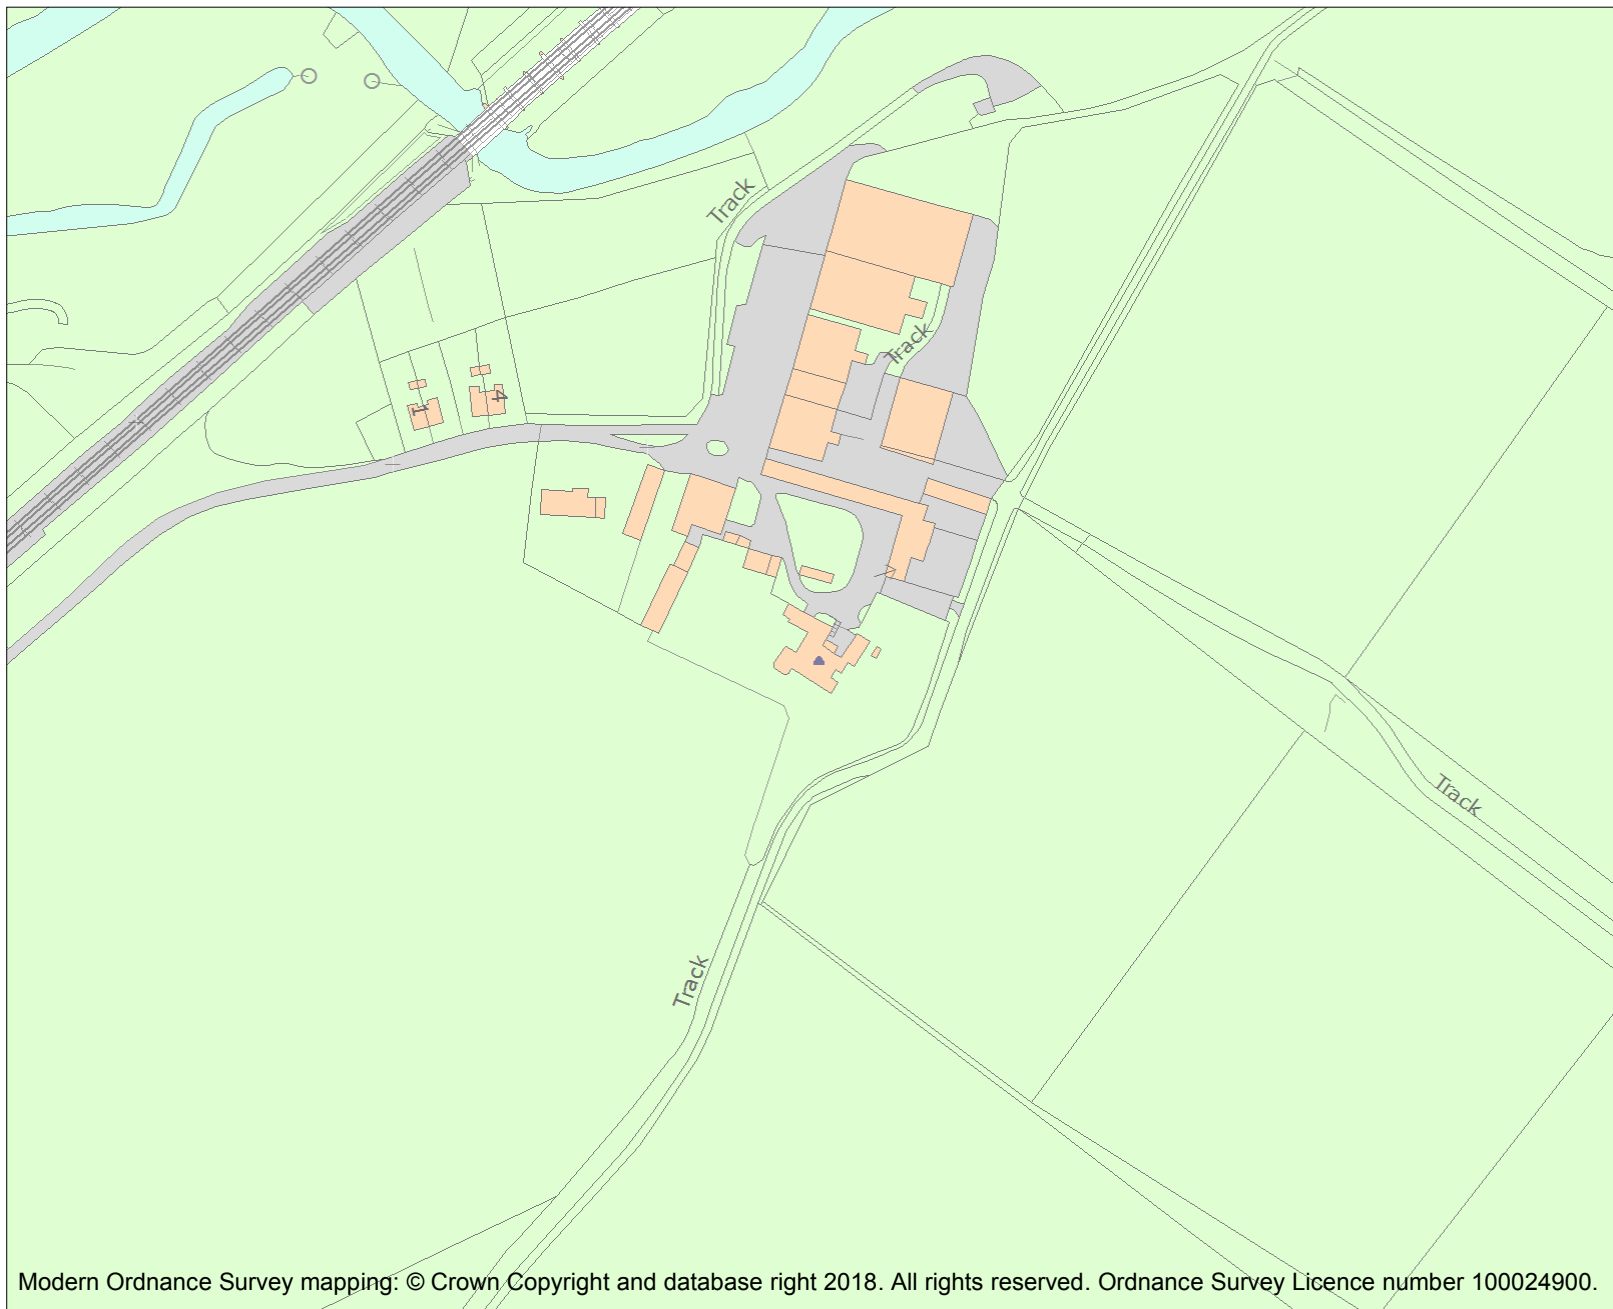 Track
Track
1
4
Track
Track
Modern Ordnance Survey mapping: © Crown Copyright and database right 2018. All rights reserved. Ordnance Survey Licence number 100024900.